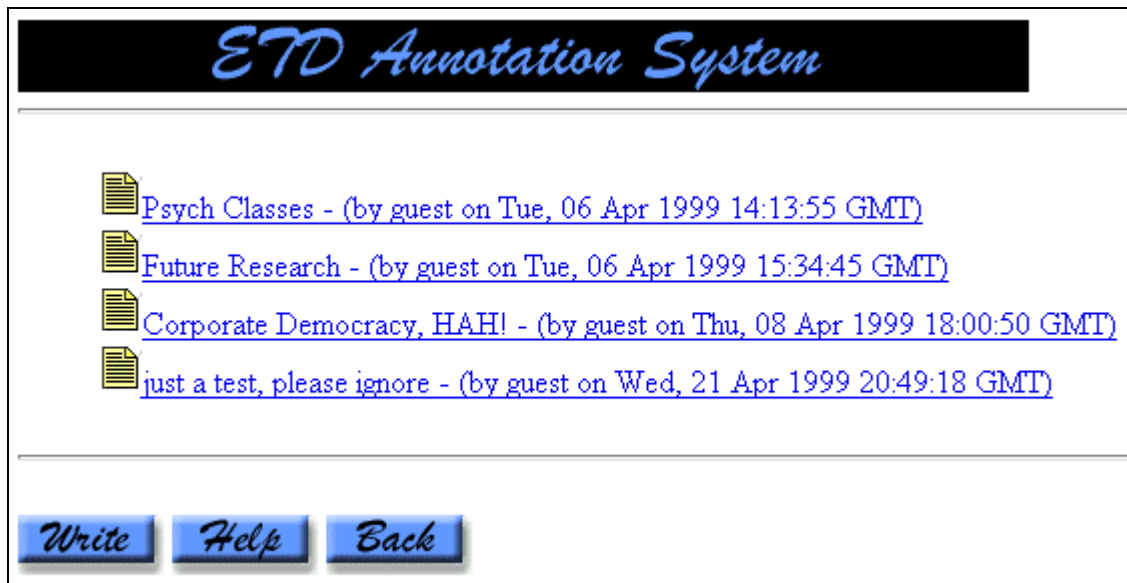 ETD Annotation System
Psych Classes - (by guest on Tue, 06 Apr 1999 14:13:55 GMT)
Future Research - (by guest on Tue, 06 Apr 1999 15:34:45 GMT)
Corporate Democracy, HAH! - (by guest on Thu, 08 Apr 1999 18:00:50 GMT)
just a test, please ignore - (by guest on Wed, 21 Apr 1999 20:49:18 GMT)
Write Help Back